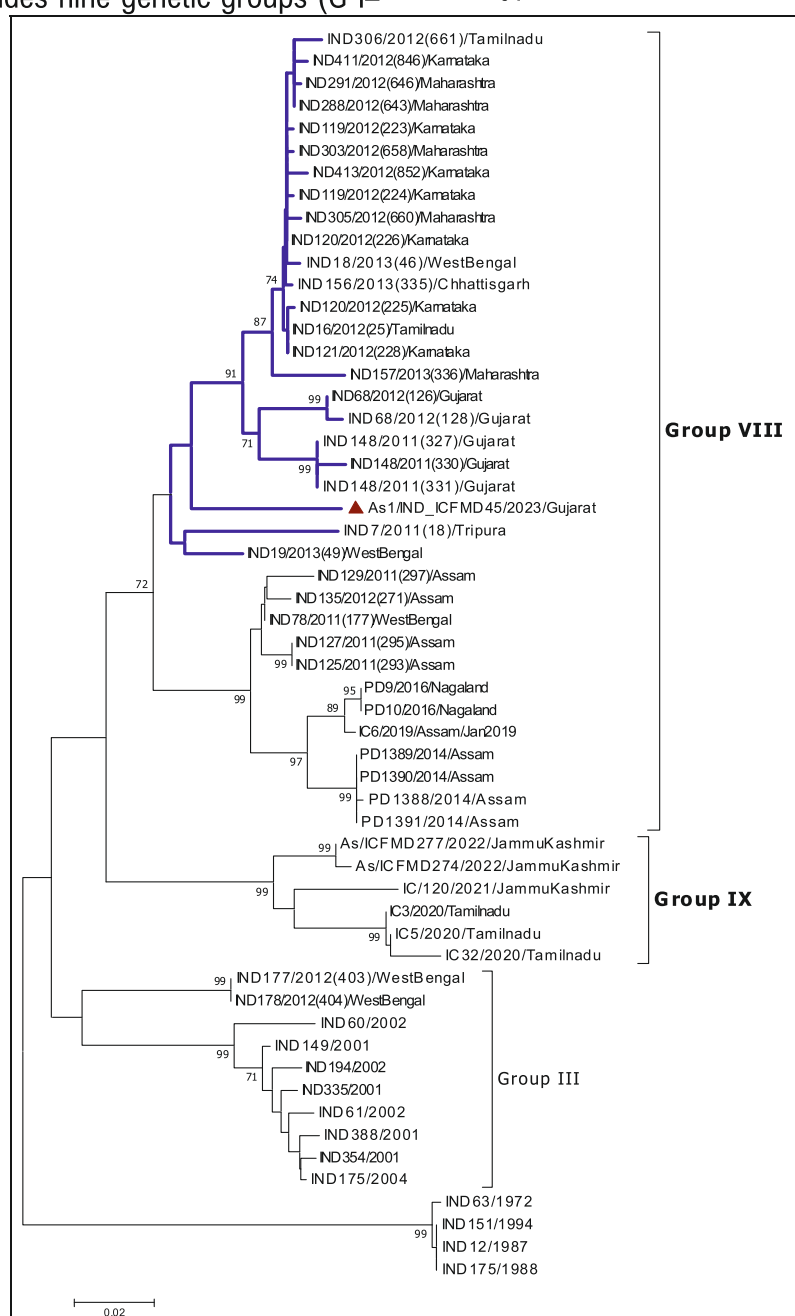 IND306/2012(661)/Tamilnadu
IND411/2012(846)/Karnataka
IND291/2012(646)/Maharashtra
IND288/2012(643)/Maharashtra
IND119/2012(223)/Karnataka
IND303/2012(658)/Maharashtra
IND413/2012(852)/Karnataka
IND119/2012(224)/Karnataka
IND305/2012(660)/Maharashtra
IND120/2012(226)/Karnataka
IND18/2013(46)/WestBengal
74
IND156/2013(335)/Chhattisgarh
IND120/2012(225)/Karnataka
87
IND16/2012(25)/Tamilnadu
IND121/2012(228)/Karnataka
91
IND157/2013(336)/Maharashtra
99
IND68/2012(126)/Gujarat
IND68/2012(128)/Gujarat
Group VIII
71
IND148/2011(327)/Gujarat
99
IND148/2011(330)/Gujarat
IND148/2011(331)/Gujarat
As1/IND_ICFMD45/2023/Gujarat
IND7/2011(18)/Tripura
IND19/2013(49)WestBengal
72
IND129/2011(297)/Assam
IND135/2012(271)/Assam
IND78/2011(177)WestBengal
IND127/2011(295)/Assam
99
IND125/2011(293)/Assam
99
95
PD9/2016/Nagaland
89
PD10/2016/Nagaland
IC6/2019/Assam/Jan2019
97
PD1389/2014/Assam
PD1390/2014/Assam
99
PD1388/2014/Assam
PD1391/2014/Assam
99
As/ICFMD277/2022/JammuKashmir
As/ICFMD274/2022/JammuKashmir
99
IC/120/2021/JammuKashmir
Group IX
IC3/2020/Tamilnadu
99
IC5/2020/Tamilnadu
IC32/2020/Tamilnadu
99
IND177/2012(403)/WestBengal
IND178/2012(404)/WestBengal
IND60/2002
99
IND149/2001
71
IND194/2002
Group III
IND335/2001
IND61/2002
IND388/2001
IND354/2001
IND175/2004
IND63/1972
99
IND151/1994
IND12/1987
IND175/1988
0.02